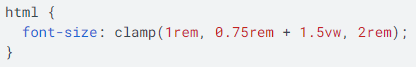 html {
  font-size: clamp(1rem, 0.75rem + 1.5vw, 2rem);
}